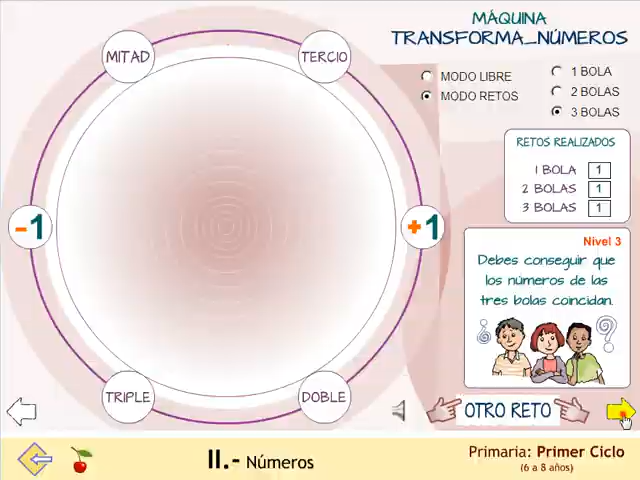 MÁQUINA
TRANSFORMA_NÚMEROS
MITAD
TERCIO
MODO LIBRE
MODO RETOS
1 BOLA
2 BOLAS
3 BOLAS
RETOS REALIZADOS
1 BOLA 1
2 BOLAS 1
3 BOLAS 1
-1
+1
Nivel 3
Debes conseguir que
los números de las
tres bolas coincidan.
TRIPLE
DOBLE
OTRO RETO
II.- Números
Primaria: Primer Ciclo
(6 a 8 años)